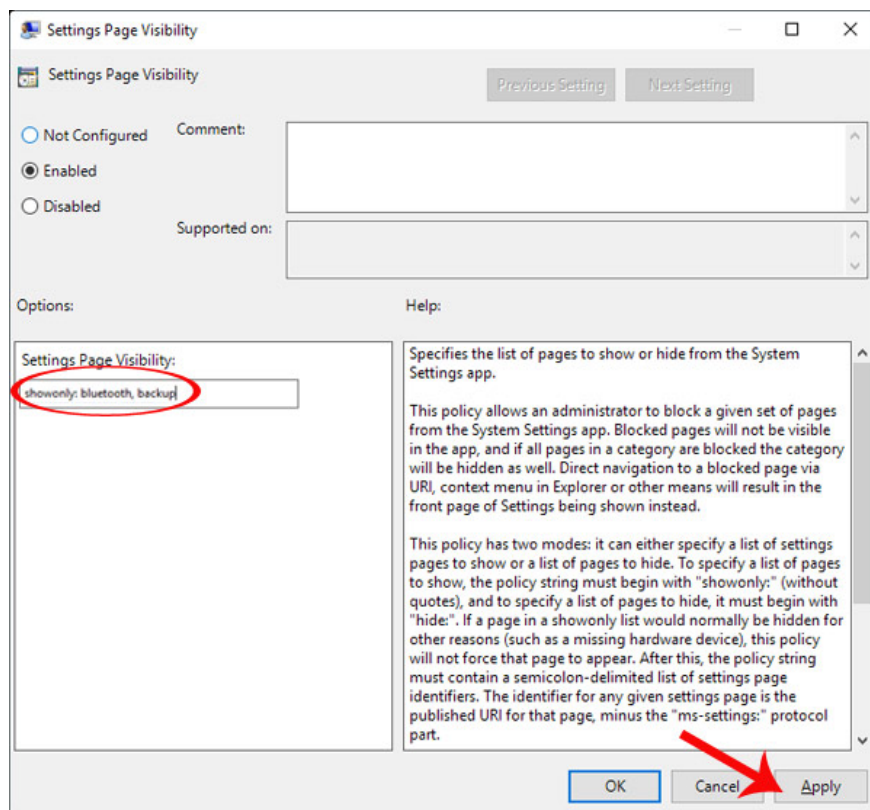 Settings Page Visibility
Settings Page Visibility
Previous Setting
Next Setting
Not Configured
Comment:
Enabled
Disabled
Supported on:
Options:
Help:
Settings Page Visibility:
showonly: bluetooth, backup
Specifies the list of pages to show or hide from the System
Settings app.
This policy allows an administrator to block a given set of pages
from the System Settings app. Blocked pages will not be visible
in the app, and if all pages in a category are blocked the category
will be hidden as well. Direct navigation to a blocked page via
URI, context menu in Explorer or other means will result in the
front page of Settings being shown instead.
This policy has two modes: it can either specify a list of settings
pages to show or a list of pages to hide. To specify a list of pages
to show, the policy string must begin with "showonly:" (without
quotes), and to specify a list of pages to hide, it must begin with
"hide:". If a page in a showonly list would normally be hidden for
other reasons (such as a missing hardware device), this policy
will not force that page to appear. After this, the policy string
must contain a semicolon-delimited list of settings page
identifiers. The identifier for any given settings page is the
published URI for that page, minus the "ms-settings:" protocol
part.
OK
Cancel
Apply